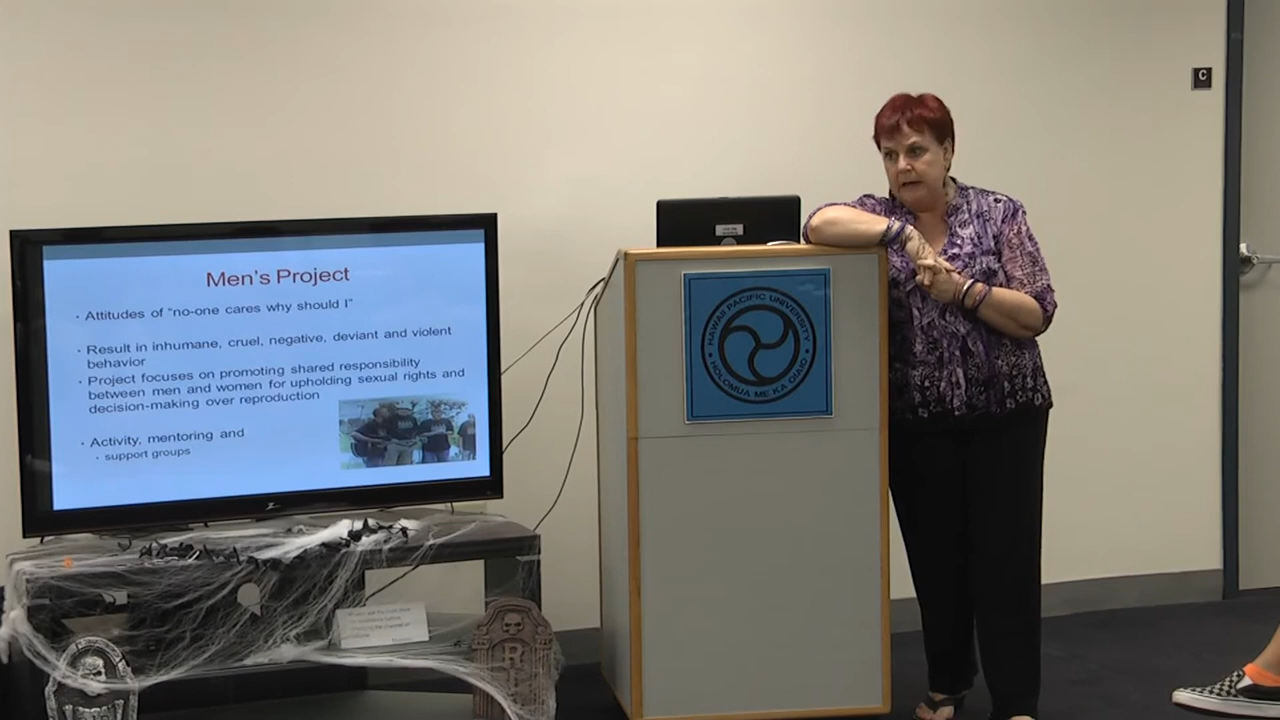 Men's Project
• Attitudes of "no-one cares why should I"
• Result in inhumane, cruel, negative, deviant and violent
behavior
• Project focuses on promoting shared responsibility
between men and women for upholding sexual rights and
decision-making over reproduction
• Activity, mentoring and
• support groups
HAWAII PACIFIC UNIVERSITY
HOLOMUA ME KA OIAIO
C
R